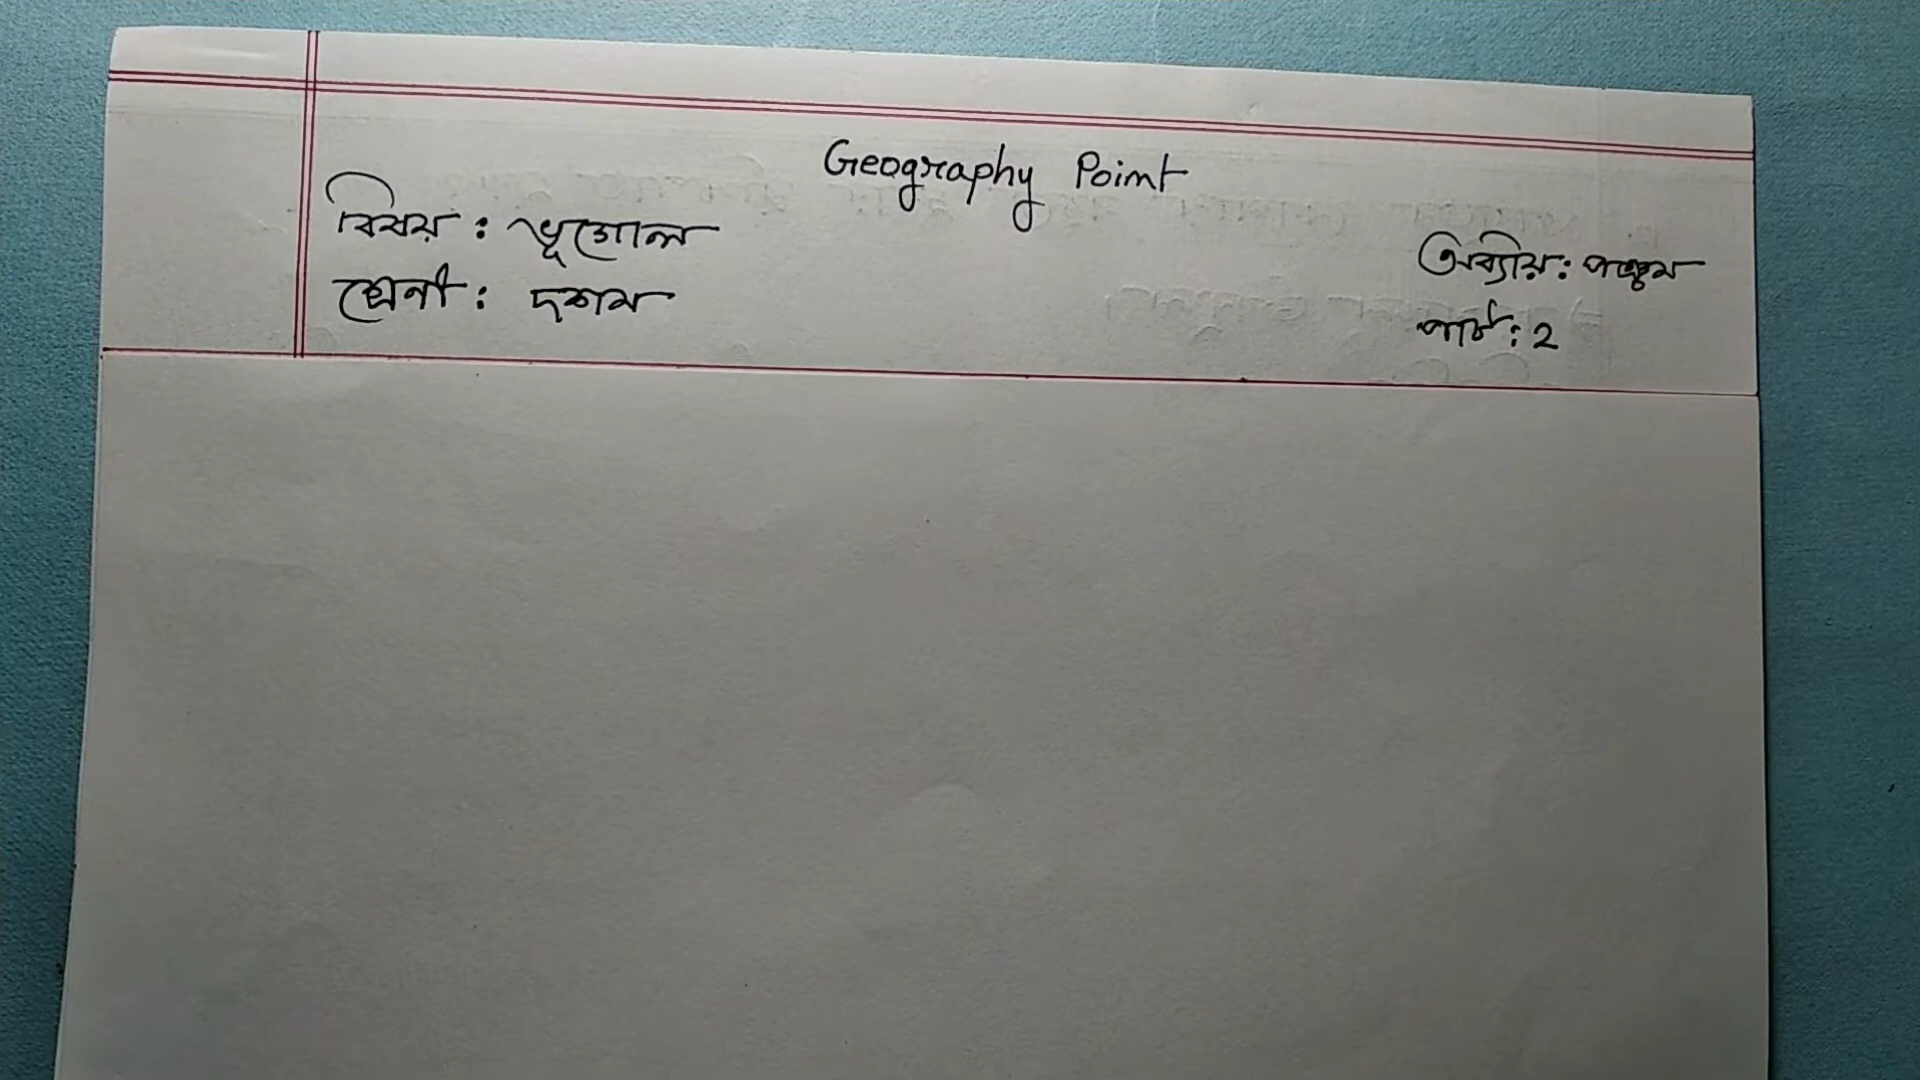 Geography Point
বিষয় : ভূগোল
শ্রেনী : দশম
অধ্যায় : পঞ্চম
পার্ট : 2